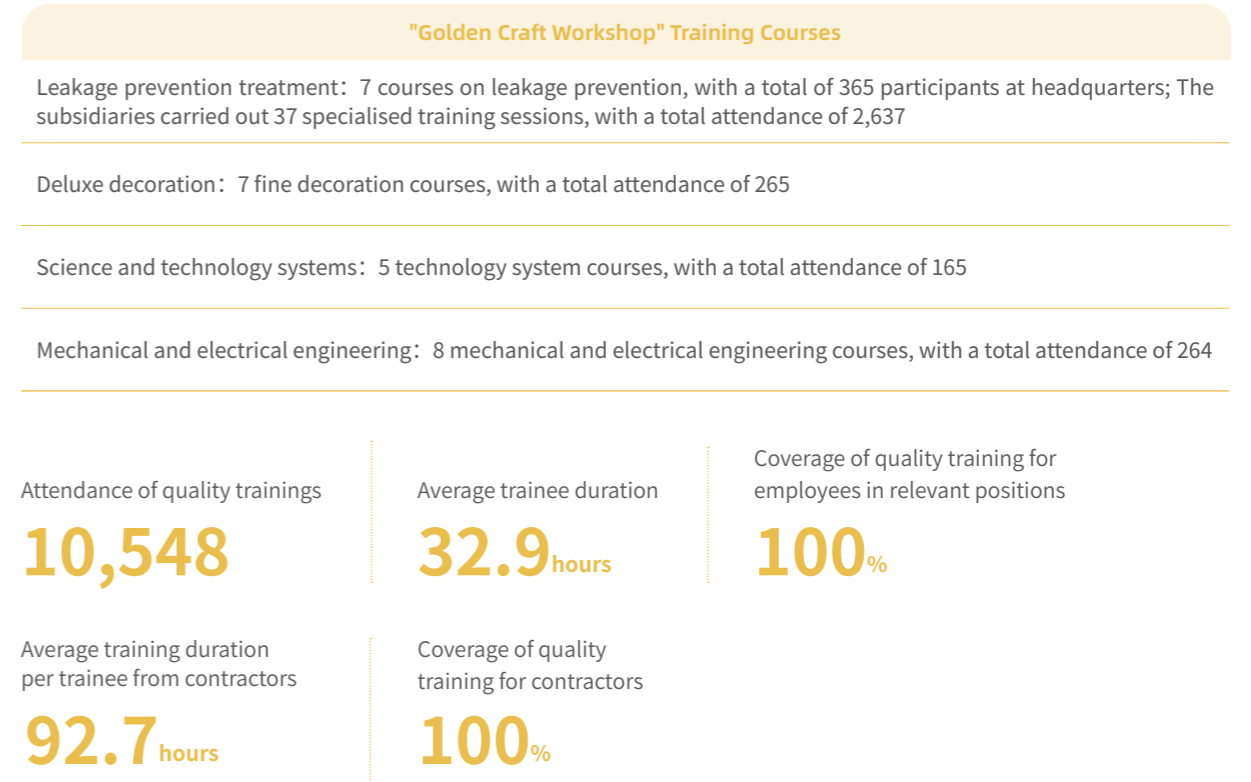 "Golden Craft Workshop" Training Courses
Leakage prevention treatment：7 courses on leakage prevention, with a total of 365 participants at headquarters; The
subsidiaries carried out 37 specialised training sessions, with a total attendance of 2,637
Deluxe decoration：7 fine decoration courses, with a total attendance of 265
Science and technology systems：5 technology system courses, with a total attendance of 165
Mechanical and electrical engineering：8 mechanical and electrical engineering courses, with a total attendance of 264
Attendance of quality trainings
10,548
Average trainee duration
32.9hours
Coverage of quality training for
employees in relevant positions
100%
Average training duration
per trainee from contractors
92.7hours
Coverage of quality
training for contractors
100%